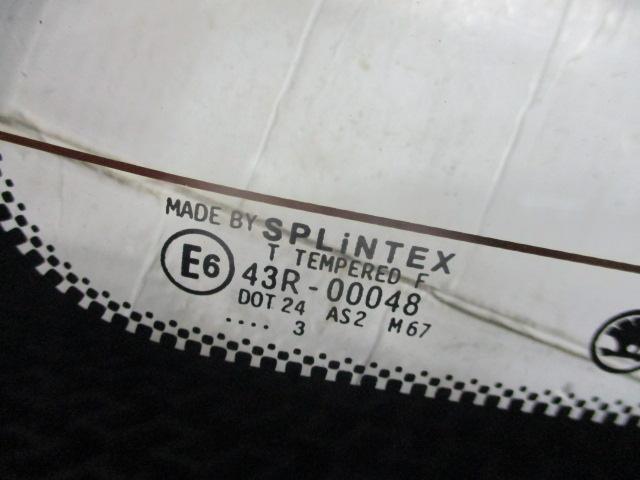 MADE BY SPLiNTEX
T TEMPERED F
E6 43R-00048
DOT 24 AS2 M67
.... 3